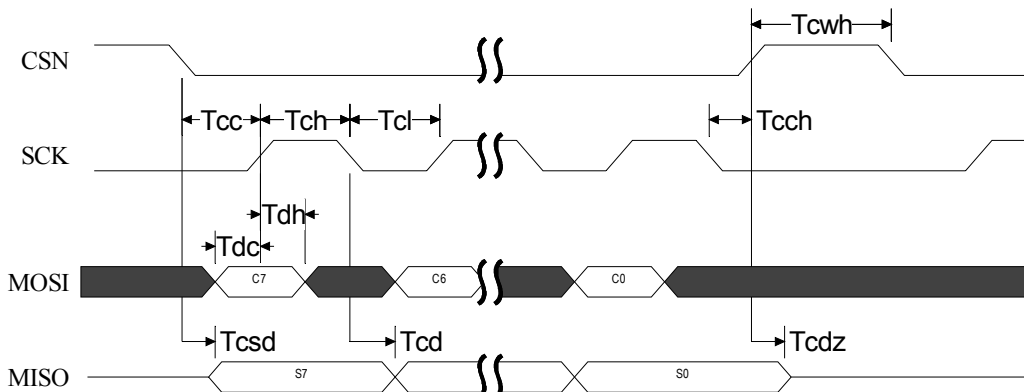 Tcwh
CSN
Tcc Tch Tcl Tcch
SCK
Tdh
Tdc
MOSI C7 C6 C0
Tcsd Tcd Tcdz
MISO S7 S0